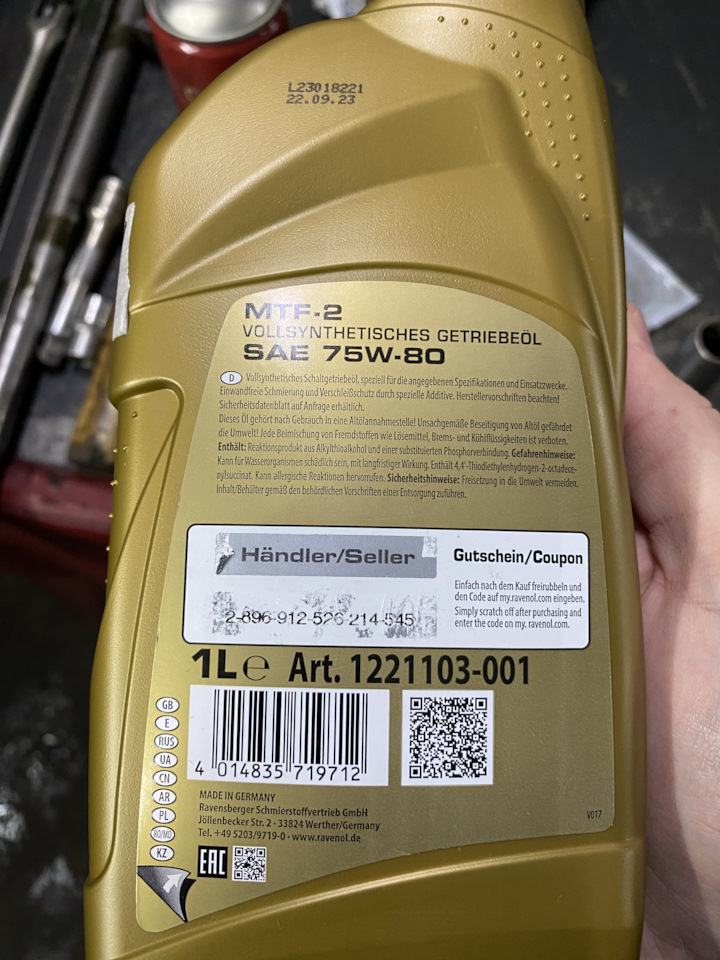 L23018221
22.09.23
MTF-2
VOLLSYNTHETISCHES GETRIEBEÖL
SAE 75W-80
D Vollsynthetisches Schaltgetriebeöl, speziell für die angegebenen Spezifikationen und Einsatzzwecke.
Einwandfreie Schmierung und Verschleißschutz durch spezielle Additive. Herstellervorschriften beachten!
Sicherheitsdatenblatt auf Anfrage erhältlich.
Dieses Öl gehört nach Gebrauch in eine Altölannahmestelle! Unsachgemäße Beseitigung von Altöl gefährdet
die Umwelt! Jede Beimischung von Fremdstoffen wie Lösemittel, Brems- und Kühlflüssigkeiten ist verboten.
Enthält: Reaktionsprodukt aus Alkylthioalkohol und einer substituierten Phosphorverbindung. Gefahrenhinweise:
Kann für Wasserorganismen schädlich sein, mit langfristiger Wirkung. Enthält 4,4'-Thiodiethylenhydrogen-2-octadece-
nylsuccinat. Kann allergische Reaktionen hervorrufen. Sicherheitshinweise: Freisetzung in die Umwelt vermeiden.
Inhalt/Behälter gemäß den behördlichen Vorschriften einer Entsorgung zuführen.
Händler/Seller
2-896-912-526-214-545
Gutschein/Coupon
Einfach nach dem Kauf freirubbeln und
den Code auf my.ravenol.com eingeben.
Simply scratch off after purchasing and
enter the code on my. ravenol.com.
1L e Art. 1221103-001
4 014835 719712
GB
E
RUS
UA
CN
AR
PL
RO/MD
KZ
MADE IN GERMANY
Ravensberger Schmierstoffvertrieb GmbH
Jöllenbecker Str. 2 · 33824 Werther/Germany
Tel. +49 5203/9719-0 · www.ravenol.de
V017
EAC